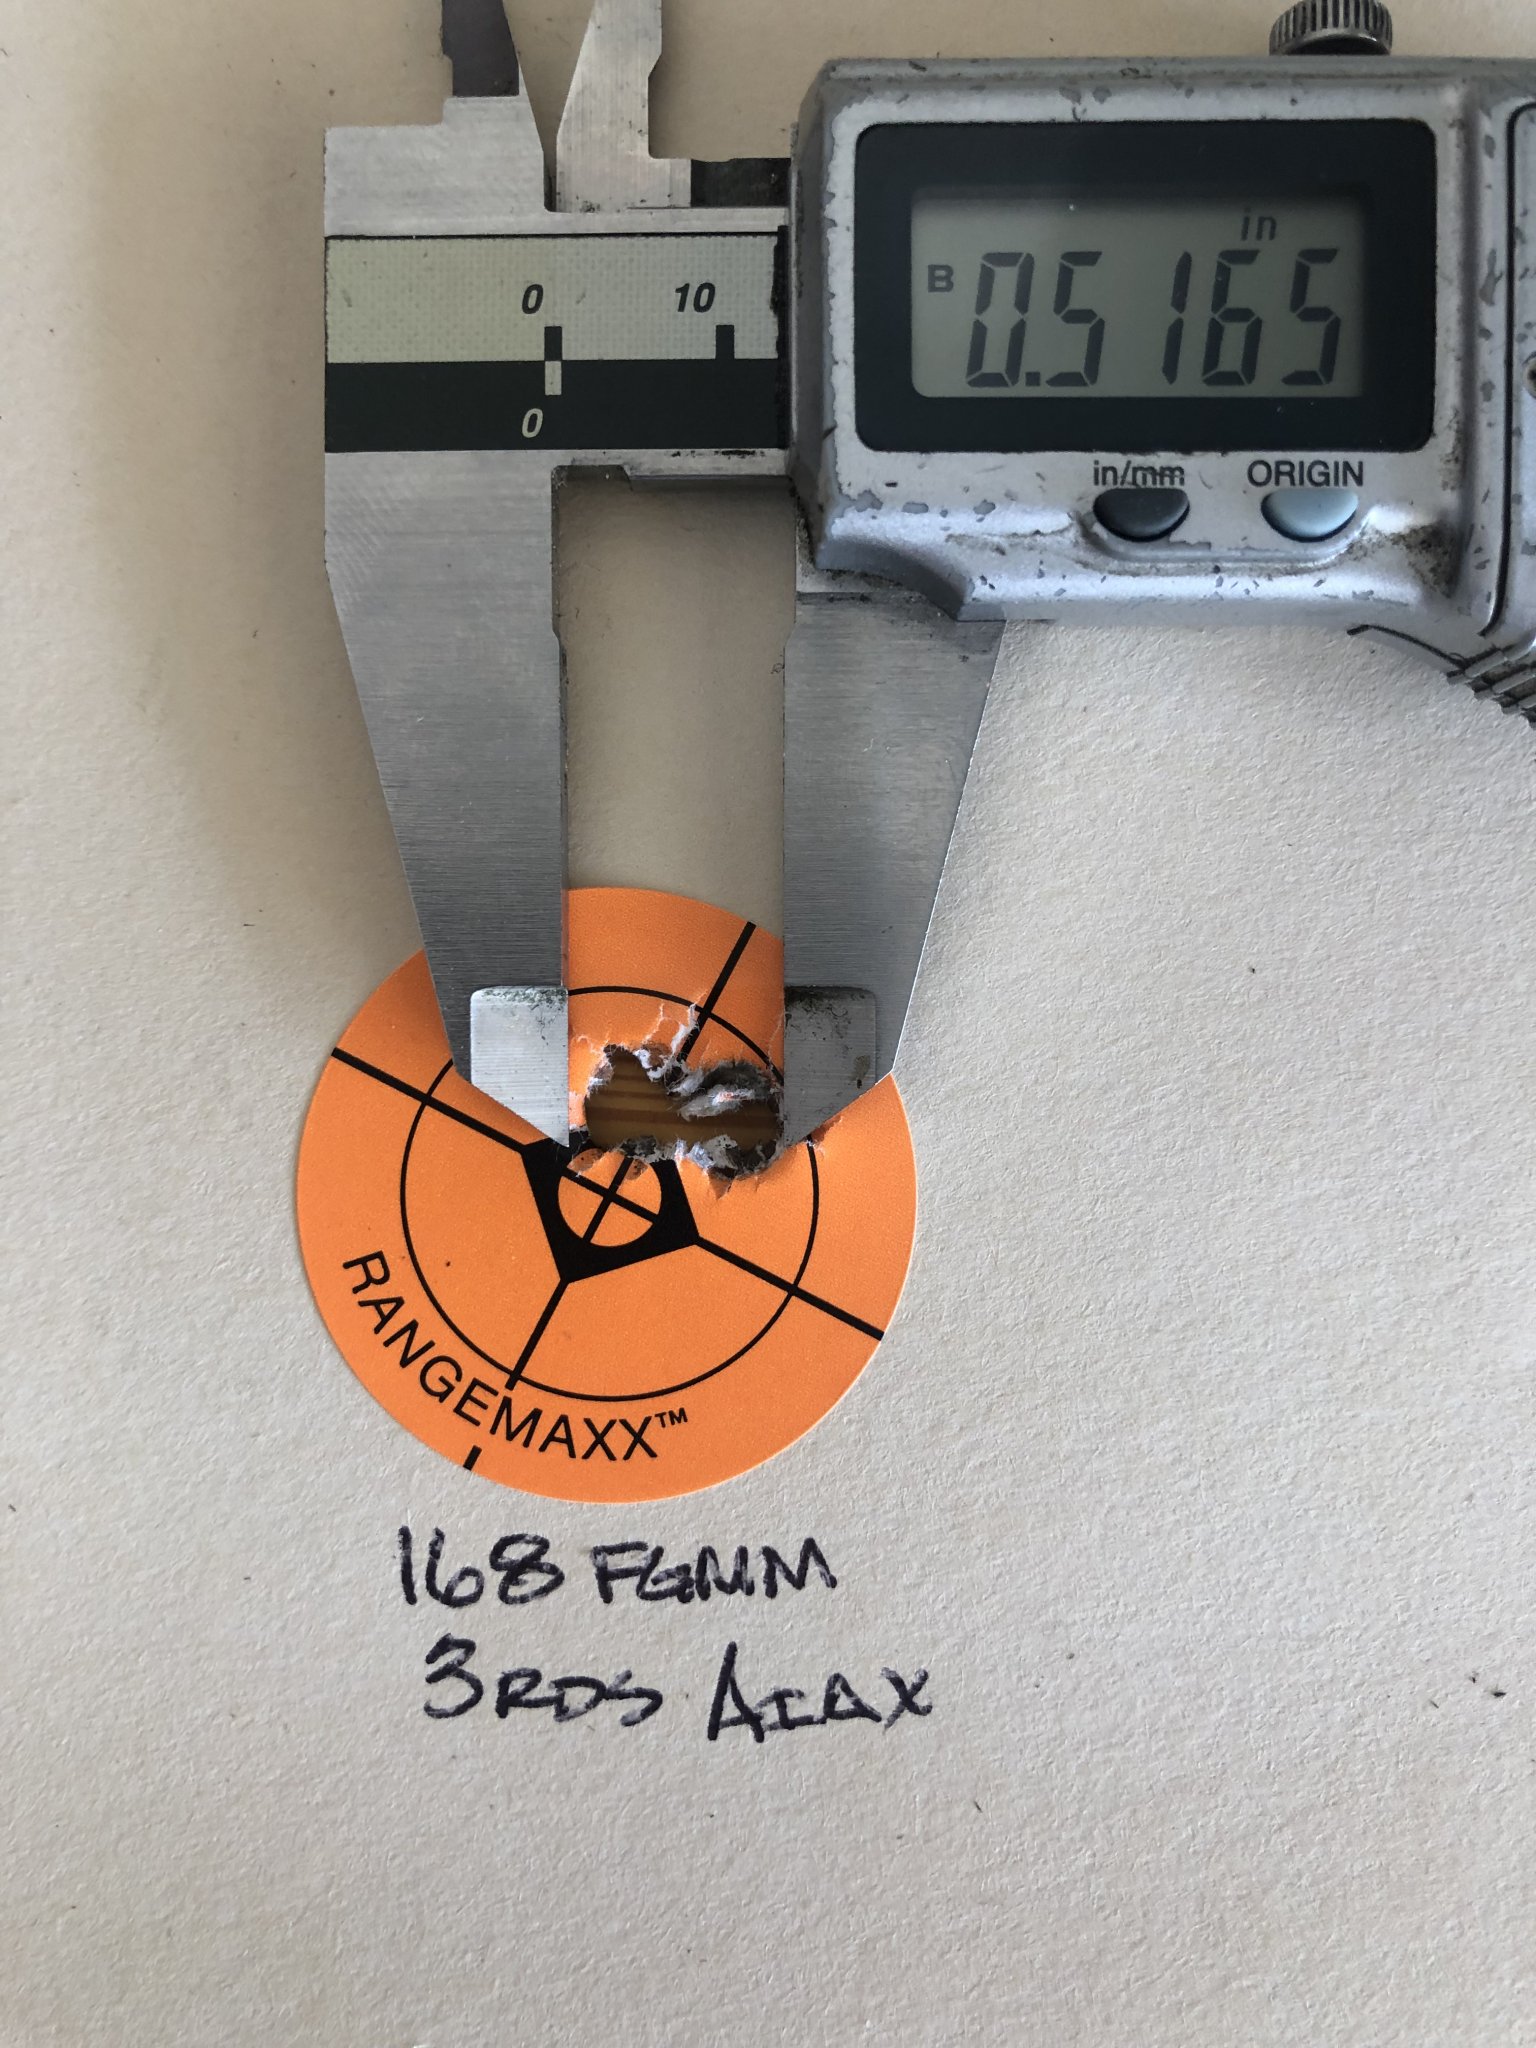 0 10
0
in
B 0.5165
in/mm ORIGIN
RANGEMAXX™
168 FGMM
3RDS AIAX